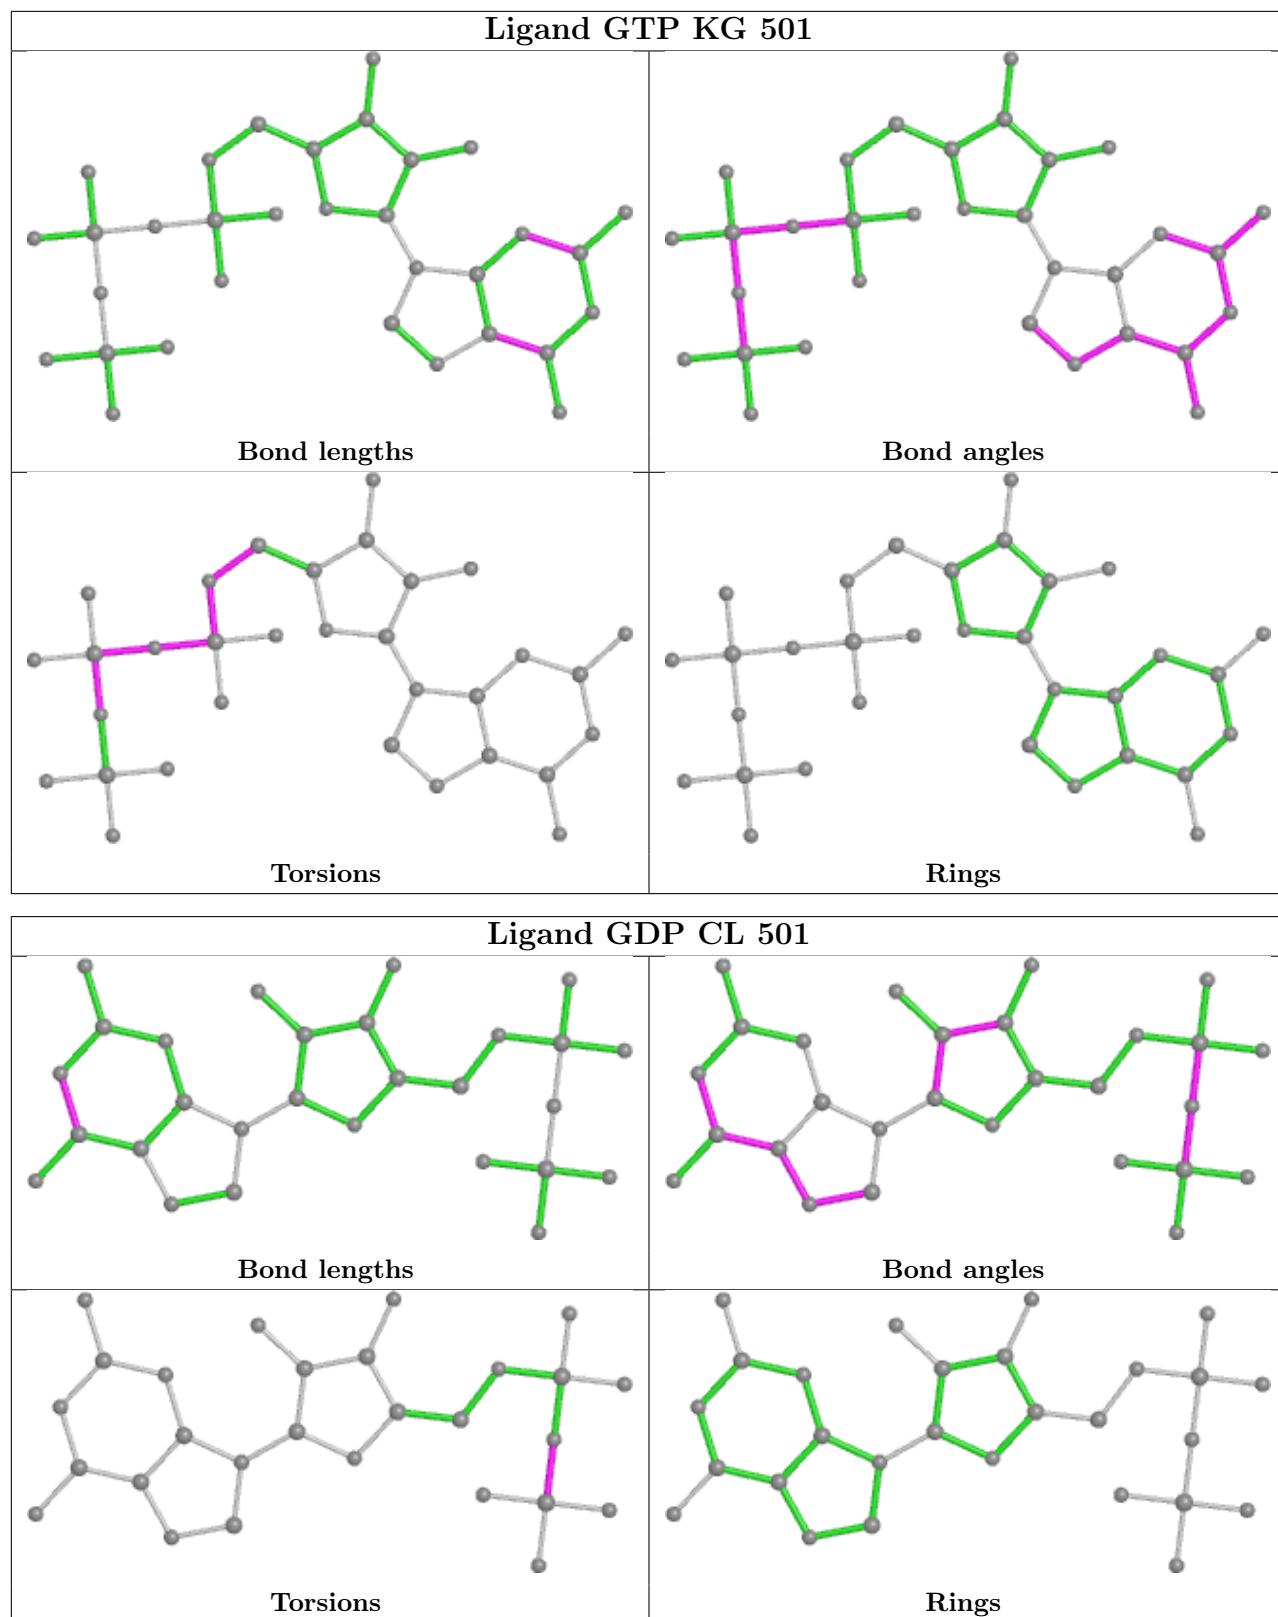 Ligand GTP KG 501
Bond lengths
Bond angles
Torsions
Rings
Ligand GDP CL 501
Bond lengths
Bond angles
Torsions
Rings